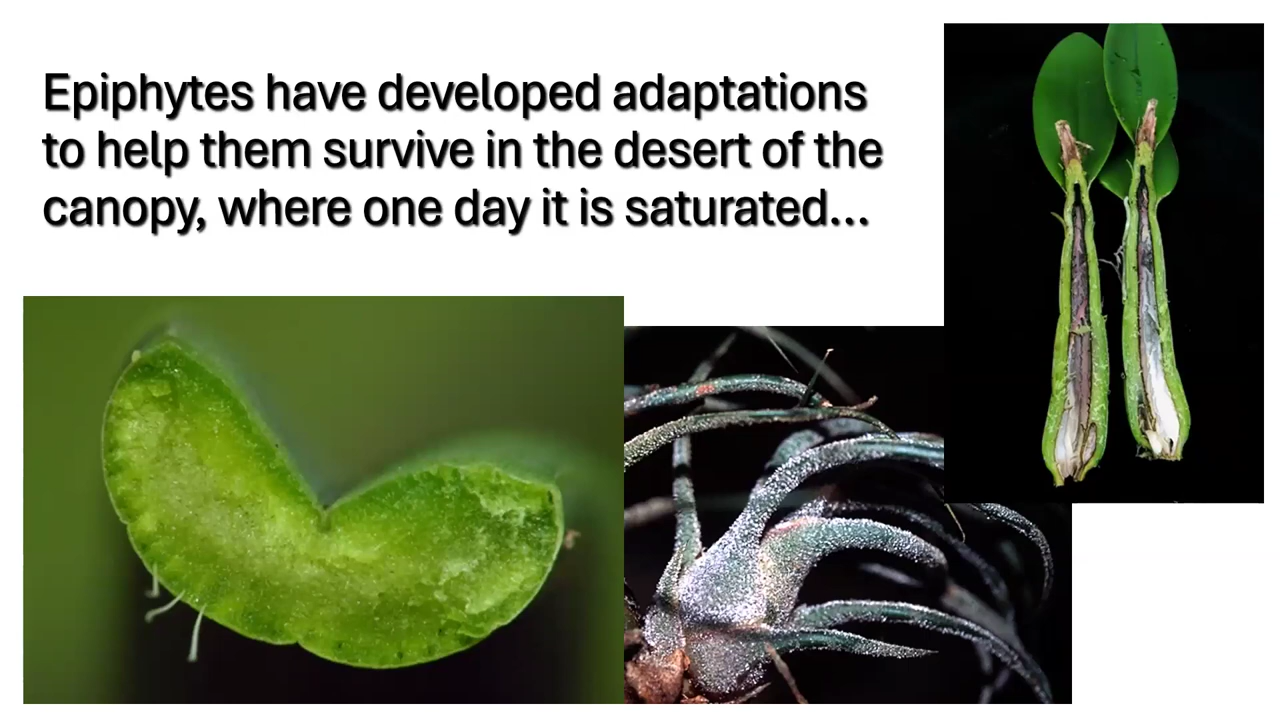 Epiphytes have developed adaptations
to help them survive in the desert of the
canopy, where one day it is saturated...